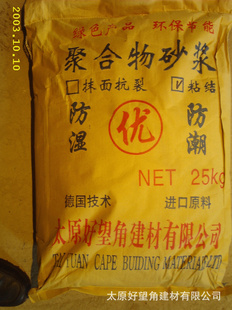 2003.10.10
绿色产品 环保节能
聚合物砂浆
□抹面抗裂 ☑粘结
防湿 优 防潮
NET 25kg
德国技术 进口原料
太原好望角建材有限公司
CAPE BUIDING MATERIAL
太原好望角建材有限公司